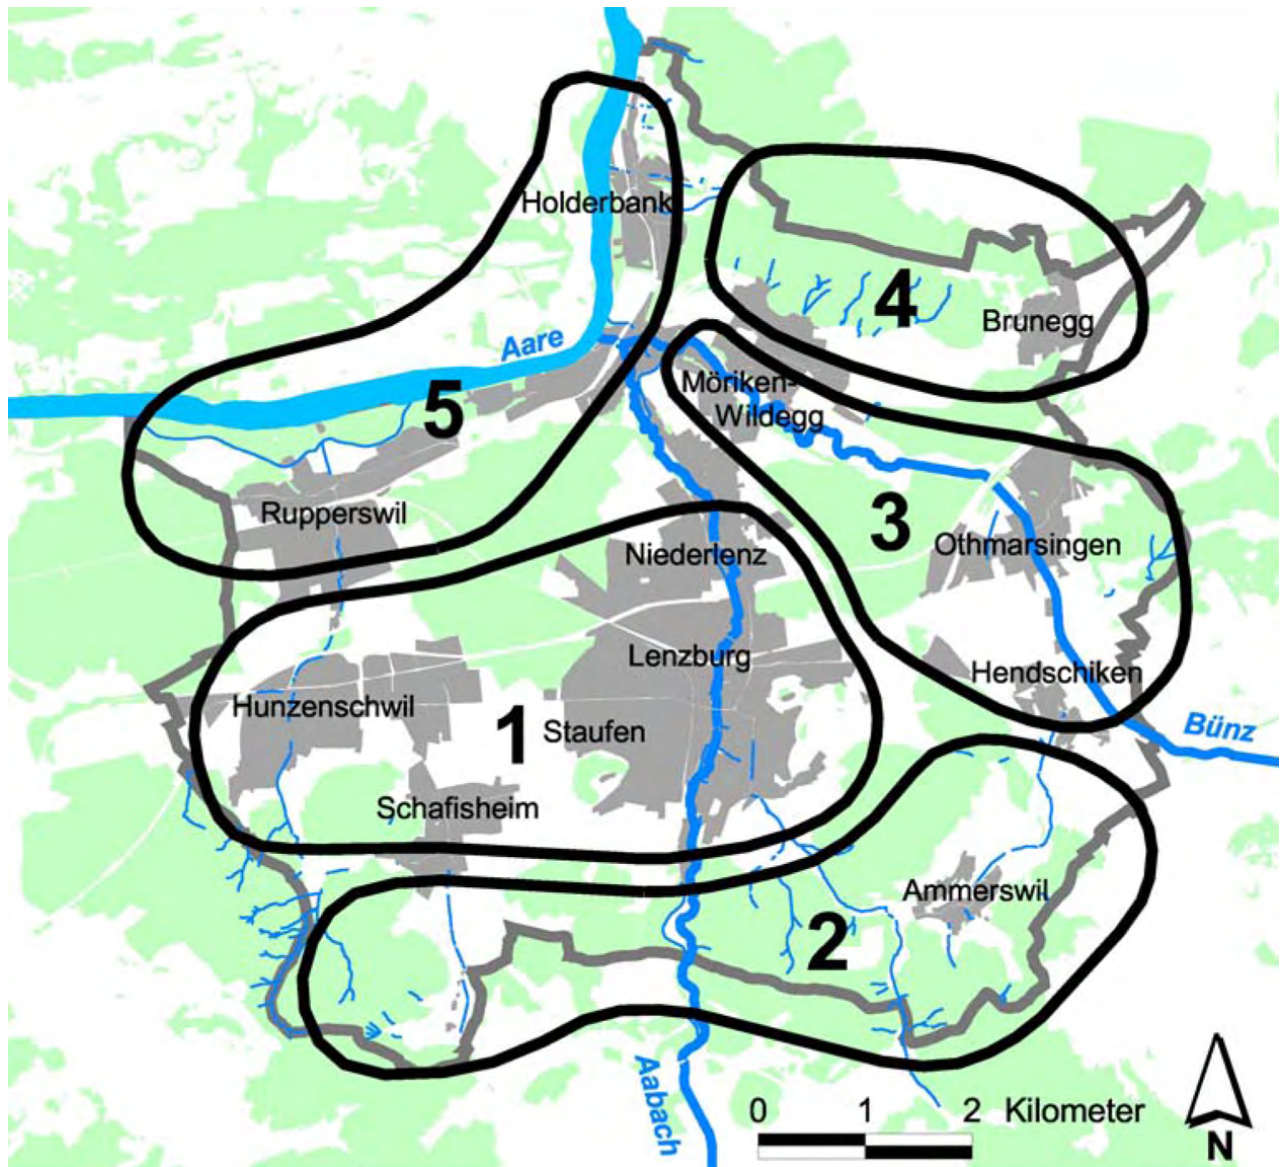 Holderbank
4
Brunegg
Aare
5
Möriken-
Wildegg
Rupperswil
3
Othmarsingen
Niederlenz
Lenzburg
Hendschiken
Hunzenschwil
1
Staufen
Bünz
Schafisheim
Ammerswil
2
Aabach
0 1 2 Kilometer
N